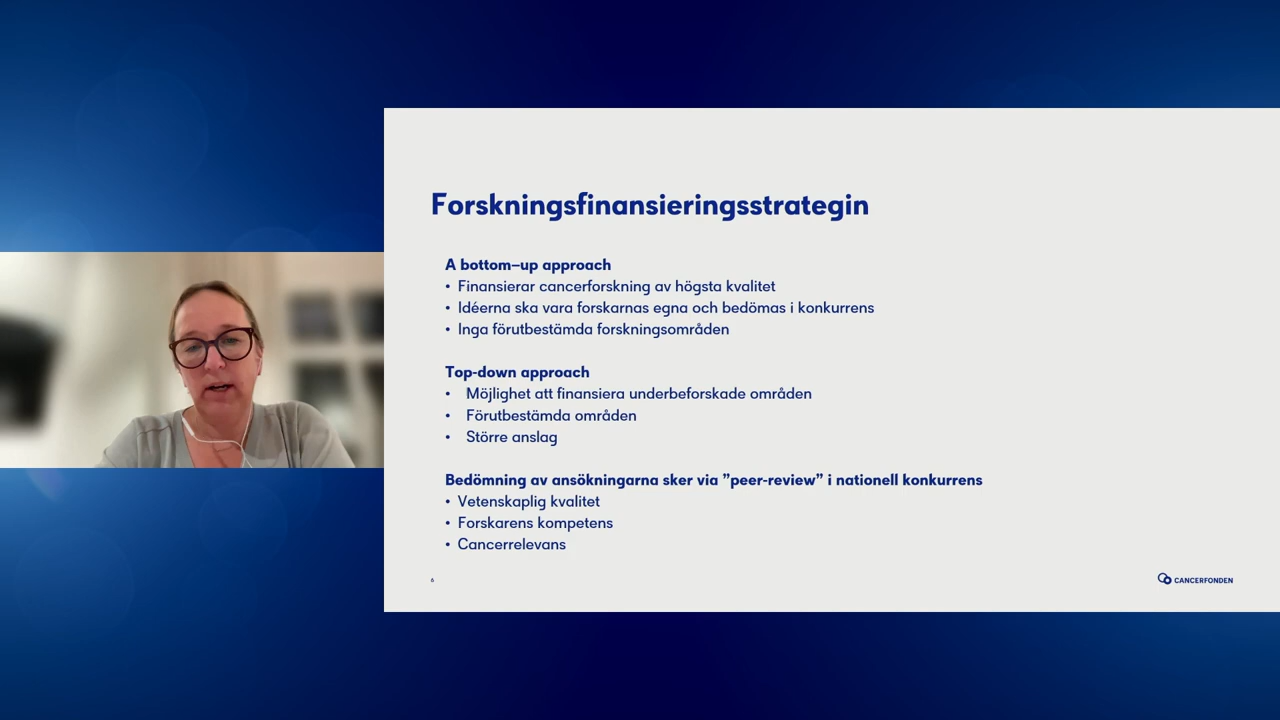 Forskningsfinansieringsstrategin
A bottom–up approach
• Finansierar cancerforskning av högsta kvalitet
• Idéerna ska vara forskarnas egna och bedömas i konkurrens
• Inga förutbestämda forskningsområden
Top-down approach
• Möjlighet att finansiera underbeforskade områden
• Förutbestämda områden
• Större anslag
Bedömning av ansökningarna sker via ”peer-review” i nationell konkurrens
• Vetenskaplig kvalitet
• Forskarens kompetens
• Cancerrelevans
6
CANCERFONDEN